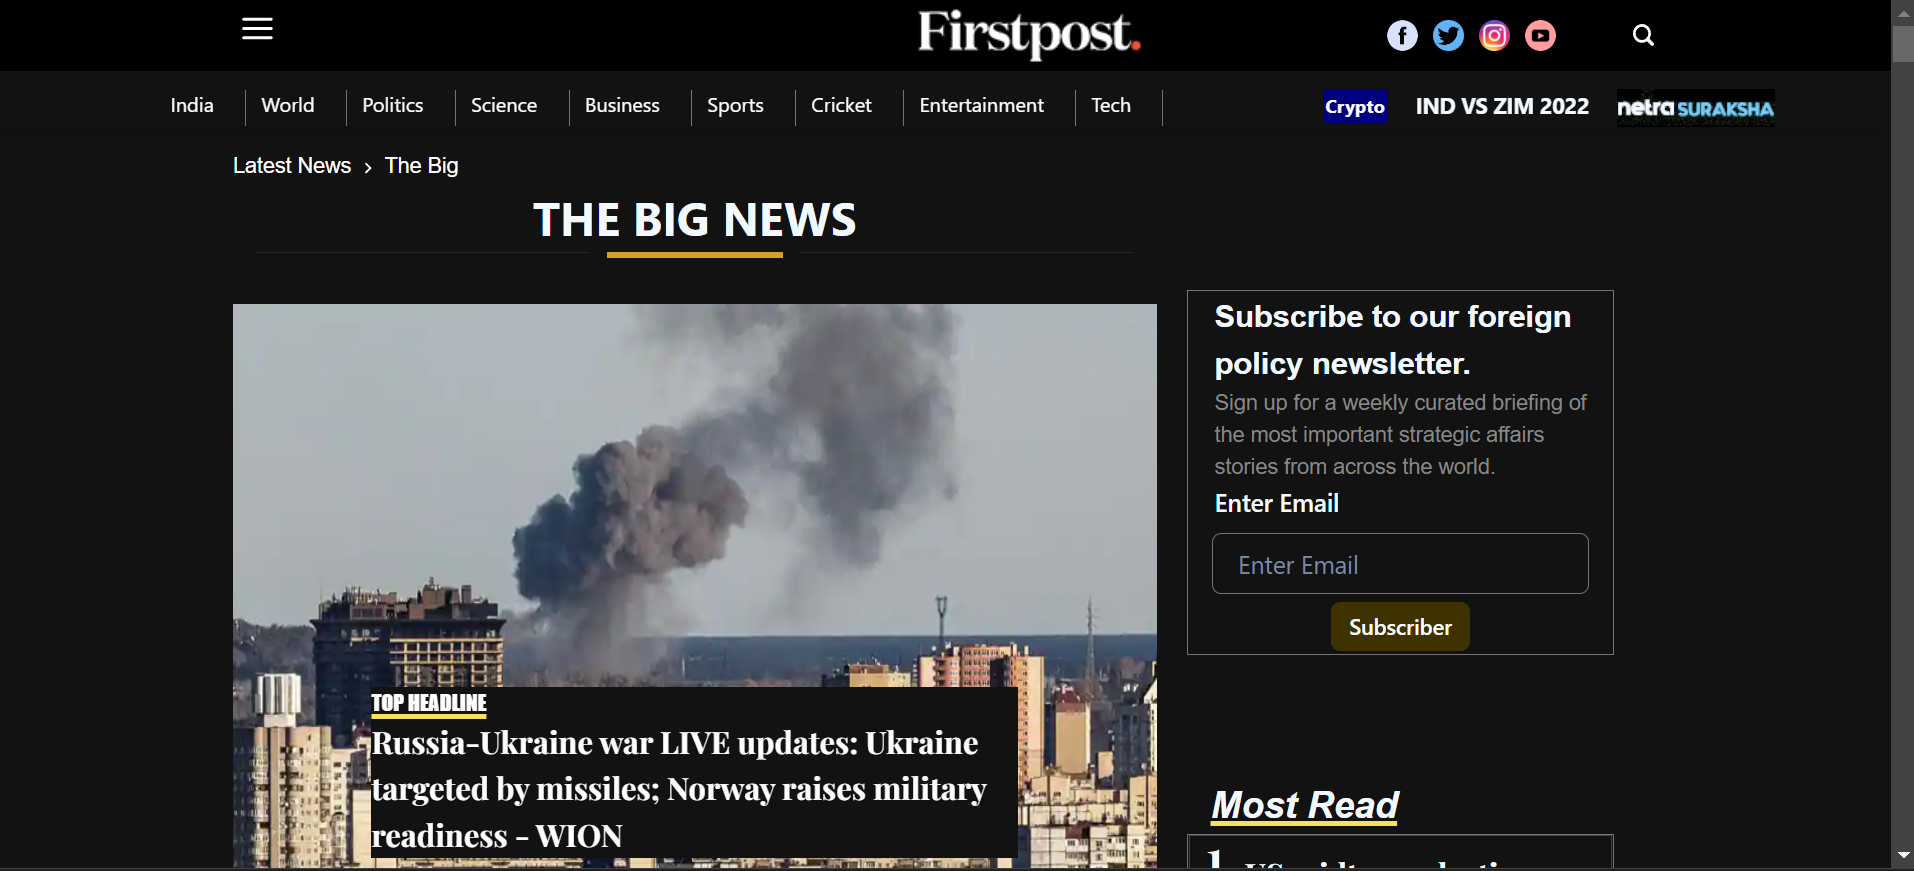 Firstpost.
India
World
Politics
Science
Business
Sports
Cricket
Entertainment
Tech
Crypto
IND VS ZIM 2022
netra SURAKSHA
Latest News › The Big
THE BIG NEWS
TOP HEADLINE
Russia-Ukraine war LIVE updates: Ukraine
targeted by missiles; Norway raises military
readiness - WION
Subscribe to our foreign
policy newsletter.
Sign up for a weekly curated briefing of
the most important strategic affairs
stories from across the world.
Enter Email
Enter Email
Subscriber
Most Read
1 US